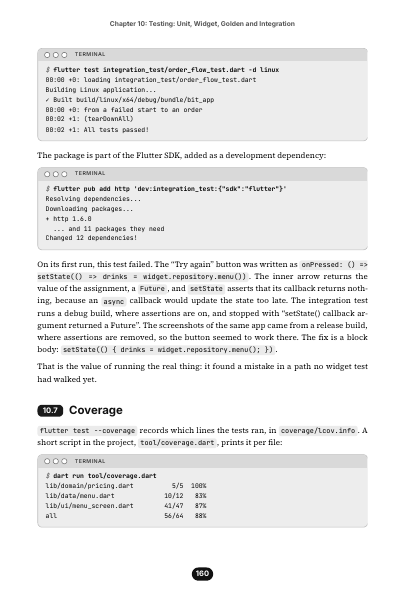 Chapter 10: Testing: Unit, Widget, Golden and Integration
TERMINAL
$ flutter test integration_test/order_flow_test.dart -d linux
00:00 +0: loading integration_test/order_flow_test.dart
Building Linux application...
✓ Built build/linux/x64/debug/bundle/bit_app
00:00 +0: from a failed start to an order
00:02 +1: (tearDownAll)
00:02 +1: All tests passed!
The package is part of the Flutter SDK, added as a development dependency:
TERMINAL
$ flutter pub add http 'dev:integration_test:{"sdk":"flutter"}'
Resolving dependencies...
Downloading packages...
+ http 1.6.0
... and 11 packages they need
Changed 12 dependencies!
On its first run, this test failed. The “Try again” button was written as onPressed: () =>
setState(() => drinks = widget.repository.menu()). The inner arrow returns the
value of the assignment, a Future, and setState asserts that its callback returns noth-
ing, because an async callback would update the state too late. The integration test
runs a debug build, where assertions are on, and stopped with “setState() callback ar-
gument returned a Future”. The screenshots of the same app came from a release build,
where assertions are removed, so the button seemed to work there. The fix is a block
body: setState(() { drinks = widget.repository.menu(); }).
That is the value of running the real thing: it found a mistake in a path no widget test
had walked yet.
10.7 Coverage
flutter test --coverage records which lines the tests ran, in coverage/lcov.info. A
short script in the project, tool/coverage.dart, prints it per file:
TERMINAL
$ dart run tool/coverage.dart
lib/domain/pricing.dart 5/5 100%
lib/data/menu.dart 10/12 83%
lib/ui/menu_screen.dart 41/47 87%
all 56/64 88%
160